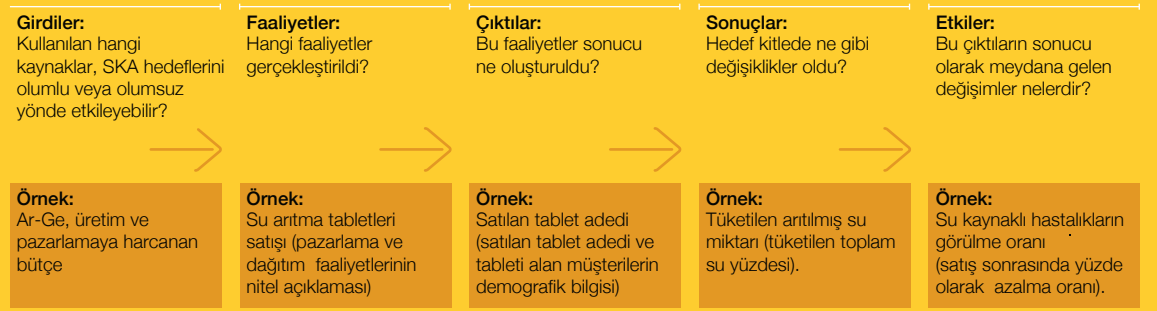 Girdiler:
Kullanılan hangi
kaynaklar, SKA hedeflerini
olumlu veya olumsuz
yönde etkileyebilir?
Faaliyetler:
Hangi faaliyetler
gerçekleştirildi?
Çıktılar:
Bu faaliyetler sonucu
ne oluşturuldu?
Sonuçlar:
Hedef kitlede ne gibi
değişiklikler oldu?
Etkiler:
Bu çıktıların sonucu
olarak meydana gelen
değişimler nelerdir?
Örnek:
Ar-Ge, üretim ve
pazarlamaya harcanan
bütçe
Örnek:
Su arıtma tabletleri
satışı (pazarlama ve
dağıtım faaliyetlerinin
nitel açıklaması)
Örnek:
Satılan tablet adedi
(satılan tablet adedi ve
tableti alan müşterilerin
demografik bilgisi)
Örnek:
Tüketilen arıtılmış su
miktarı (tüketilen toplam
su yüzdesi).
Örnek:
Su kaynaklı hastalıkların
görülme oranı
(satış sonrasında yüzde
olarak azalma oranı).